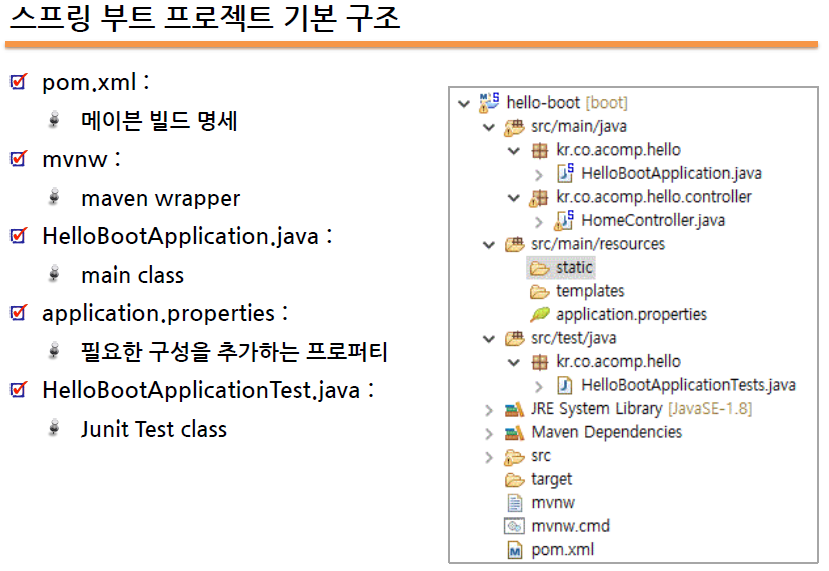 스프링 부트 프로젝트 기본 구조
pom.xml :
메이븐 빌드 명세
mvnw :
maven wrapper
HelloBootApplication.java :
main class
application.properties :
필요한 구성을 추가하는 프로퍼티
HelloBootApplicationTest.java :
Junit Test class
hello-boot [boot]
src/main/java
kr.co.acomp.hello
HelloBootApplication.java
kr.co.acomp.hello.controller
HomeController.java
src/main/resources
static
templates
application.properties
src/test/java
kr.co.acomp.hello
HelloBootApplicationTests.java
JRE System Library [JavaSE-1.8]
Maven Dependencies
src
target
mvnw
mvnw.cmd
pom.xml